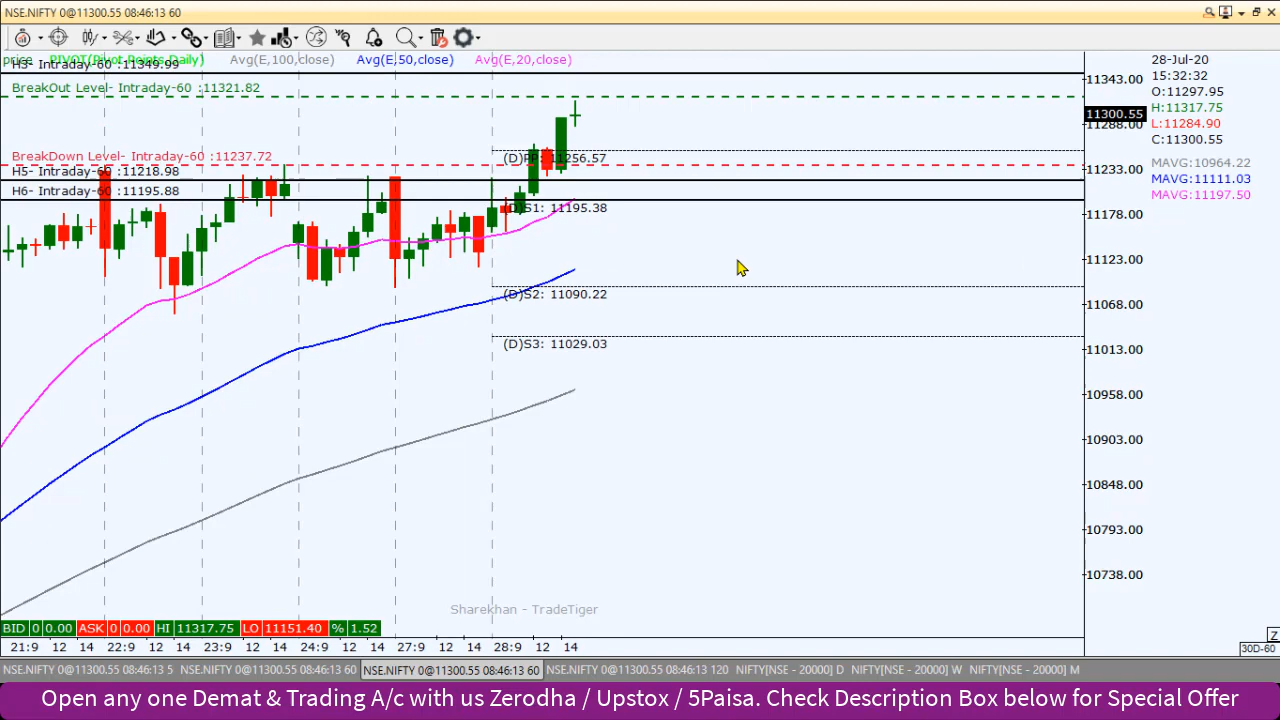 NSE.NIFTY 0@11300.55 08:46:13 60
price PIVOT(Pivot Points,Daily) Avg(E,100,close) Avg(E,50,close) Avg(E,20,close)
H3- Intraday-60 :11349.99
BreakOut Level- Intraday-60 :11321.82
BreakDown Level- Intraday-60 :11237.72
H5- Intraday-60 :11218.98
H6- Intraday-60 :11195.88
(D)PP: 11256.57
(D)S1: 11195.38
(D)S2: 11090.22
(D)S3: 11029.03
11343.00
11300.55
11288.00
11233.00
11178.00
11123.00
11068.00
11013.00
10958.00
10903.00
10848.00
10793.00
10738.00
28-Jul-20
15:32:32
O:11297.95
H:11317.75
L:11284.90
C:11300.55
MAVG:10964.22
MAVG:11111.03
MAVG:11197.50
Sharekhan - TradeTiger
BID 0 0.00 ASK 0 0.00 HI 11317.75 LO 11151.40 % 1.52
21:9 12 14 22:9 12 14 23:9 12 14 24:9 12 14 27:9 12 14 28:9 12 14
Z
30D-60
NSE.NIFTY 0@11300.55 08:46:13 5 NSE.NIFTY 0@11300.55 08:46:13 60 NSE.NIFTY 0@11300.55 08:46:13 60 NSE.NIFTY 0@11300.55 08:46:13 120 NIFTY[NSE - 20000] D NIFTY[NSE - 20000] W NIFTY[NSE - 20000] M
Open any one Demat & Trading A/c with us Zerodha / Upstox / 5Paisa. Check Description Box below for Special Offer